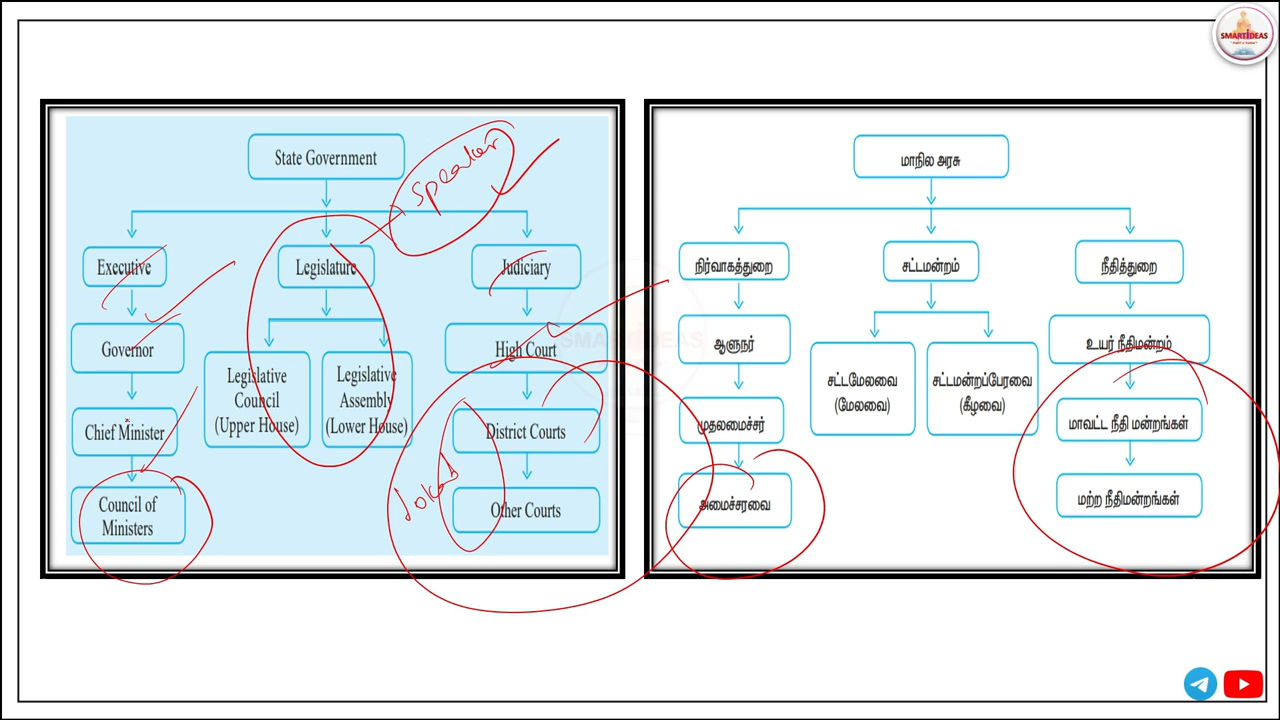 SMARTIDEAS
State Government
Speaker
Executive
Legislature
Judiciary
Governor
Legislative
Council
(Upper House)
Legislative
Assembly
(Lower House)
High Court
Chief Minister
District Courts
Council of
Ministers
Other Courts
மாநில அரசு
நிர்வாகத்துறை
சட்டமன்றம்
நீதித்துறை
ஆளுநர்
சட்டமேலவை
(மேலவை)
சட்டமன்றப்பேரவை
(கீழவை)
உயர் நீதிமன்றம்
முதலமைச்சர்
மாவட்ட நீதி மன்றங்கள்
அமைச்சரவை
மற்ற நீதிமன்றங்கள்
SMARTIDEAS